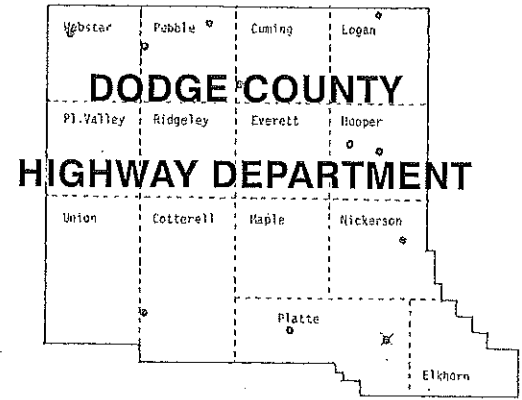 Webster Pebble Cuming Logan
DODGE COUNTY
Pl.Valley Ridgeley Everett Hooper
HIGHWAY DEPARTMENT
Union Cotterell Maple Nickerson
Platte
Elkhorn